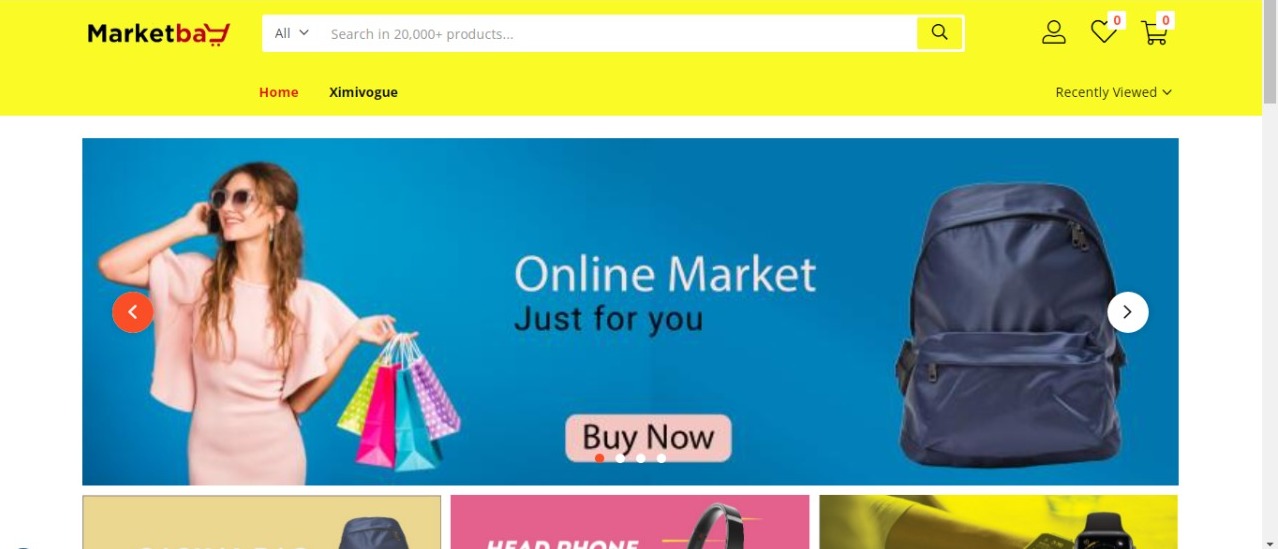 Marketbay
All
Search in 20,000+ products...
0
0
Home
Ximivogue
Recently Viewed
Online Market
Just for you
Buy Now
HEAD PHONE